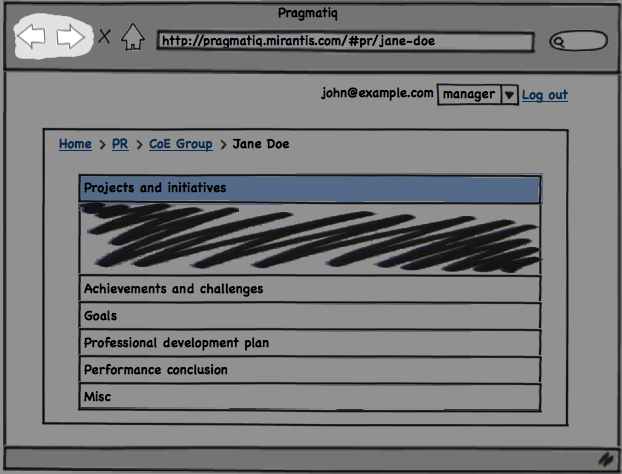 Pragmatiq
http://pragmatiq.mirantis.com/#pr/jane-doe
john@example.com manager Log out
Home > PR > CoE Group > Jane Doe
Projects and initiatives
Achievements and challenges
Goals
Professional development plan
Performance conclusion
Misc